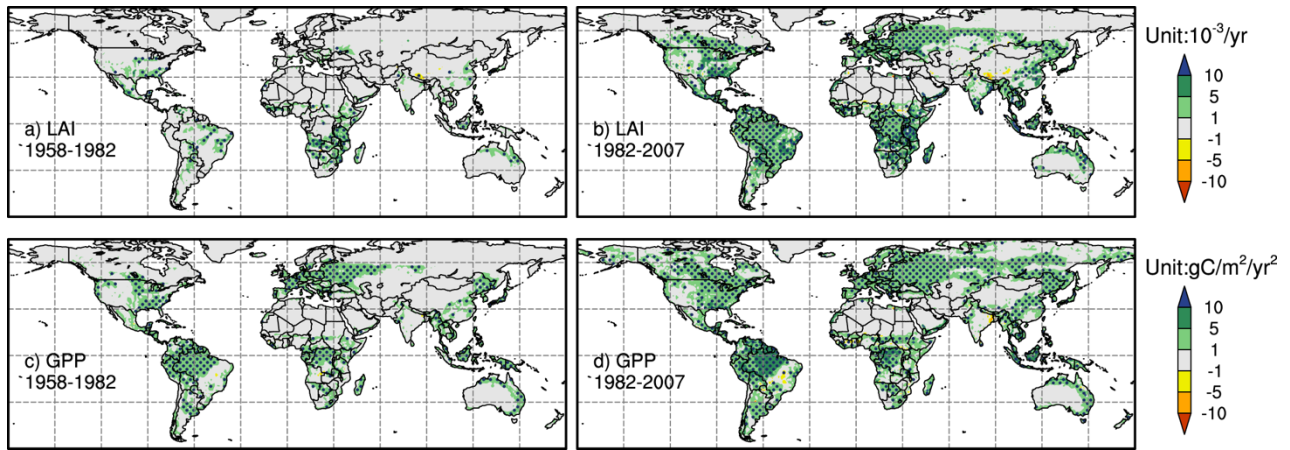 a) LAI
`1958-1982
b) LAI
`1982-2007
Unit:10⁻³/yr
10
5
1
-1
-5
-10
c) GPP
`1958-1982
d) GPP
`1982-2007
Unit:gC/m²/yr²
10
5
1
-1
-5
-10